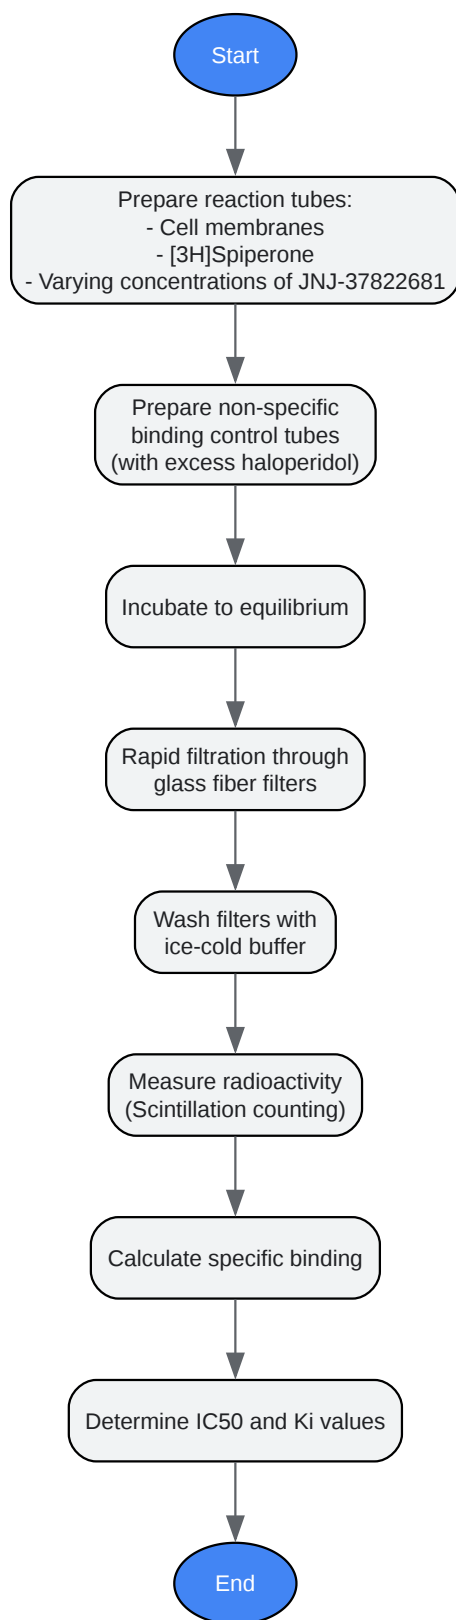 Start
Prepare reaction tubes:
- Cell membranes
- [3H]Spiperone
- Varying concentrations of JNJ-37822681
Prepare non-specific
binding control tubes
(with excess haloperidol)
Incubate to equilibrium
Rapid filtration through
glass fiber filters
Wash filters with
ice-cold buffer
Measure radioactivity
(Scintillation counting)
Calculate specific binding
Determine IC50 and Ki values
End